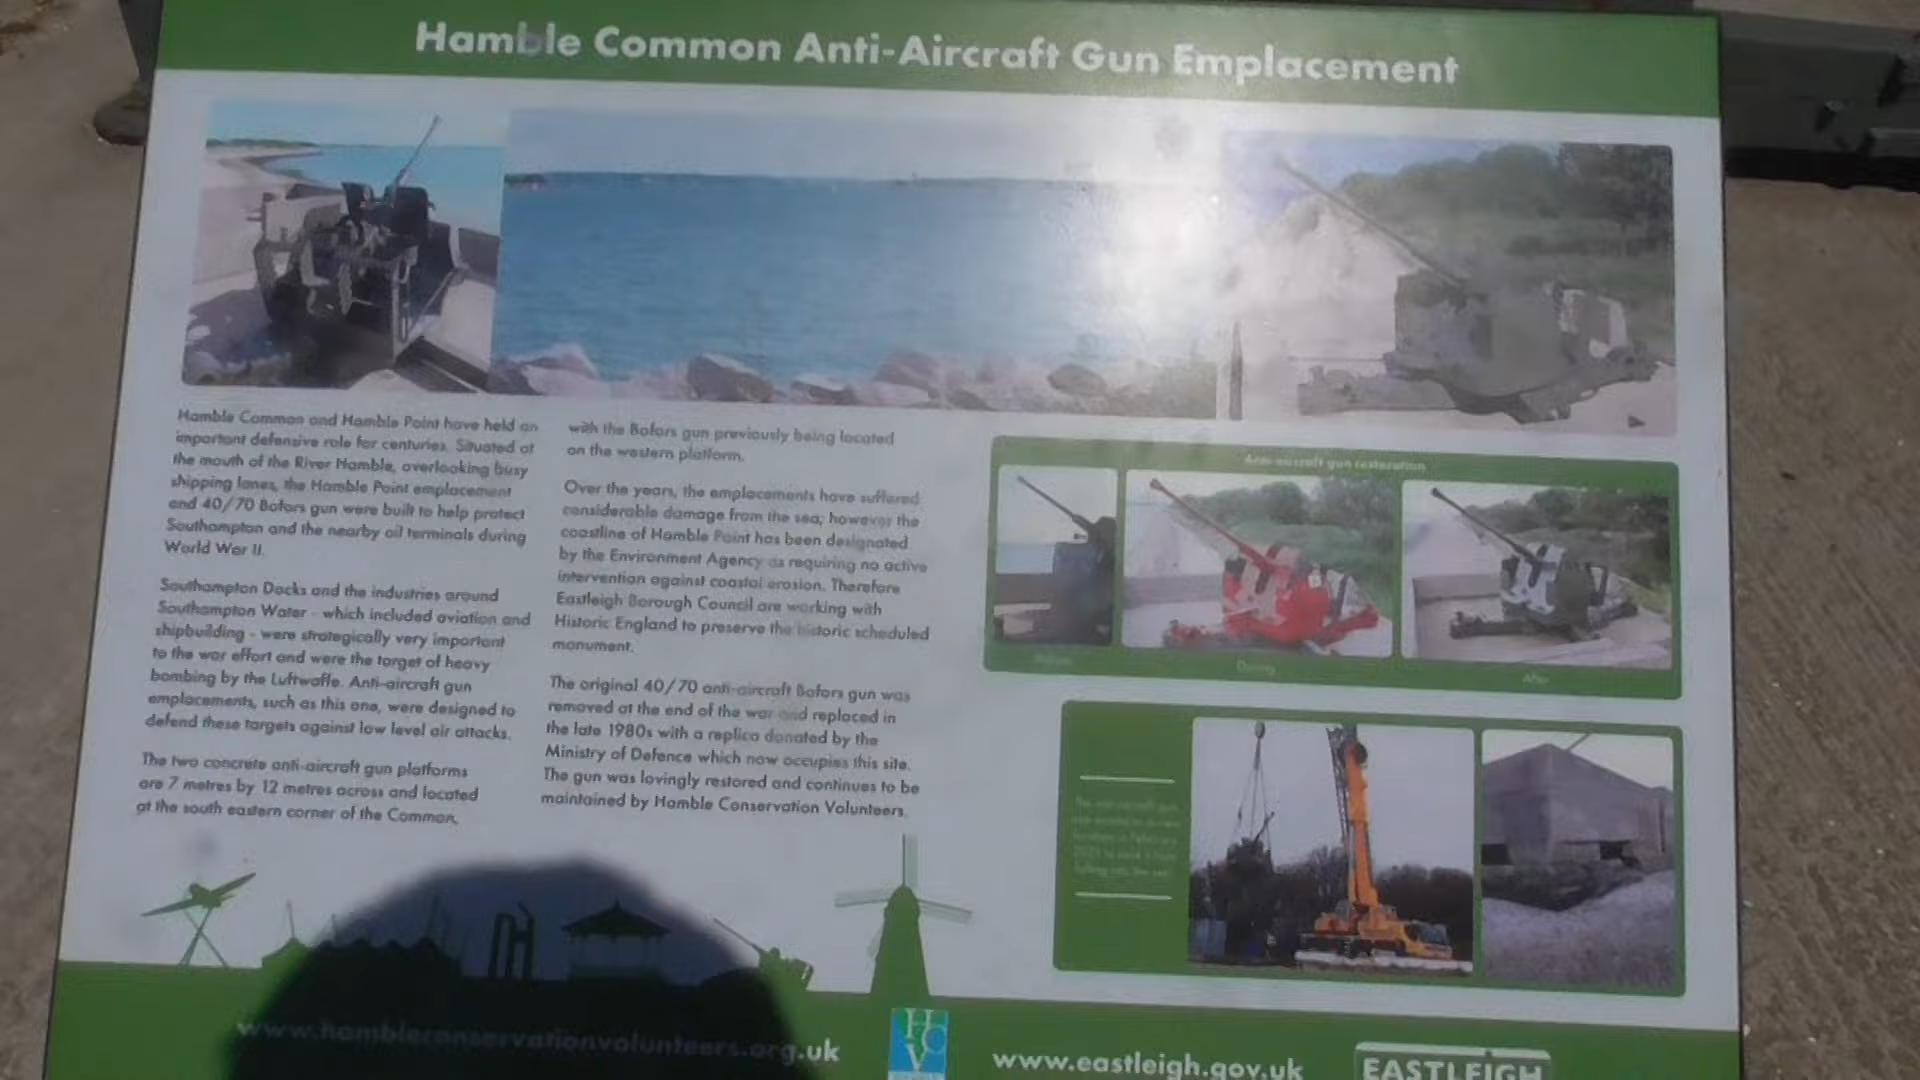 Hamble Common Anti-Aircraft Gun Emplacement
Hamble Common and Hamble Point have held an
important defensive role for centuries. Situated at
the mouth of the River Hamble, overlooking busy
shipping lanes, the Hamble Point emplacement
and 40/70 Bofors gun were built to help protect
Southampton and the nearby oil terminals during
World War II.
Southampton Docks and the industries around
Southampton Water - which included aviation and
shipbuilding - were strategically very important
to the war effort and were the target of heavy
bombing by the Luftwaffe. Anti-aircraft gun
emplacements, such as this one, were designed to
defend these targets against low level air attacks.
The two concrete anti-aircraft gun platforms
are 7 metres by 12 metres across and located
at the south eastern corner of the Common,
with the Bofors gun previously being located
on the western platform.
Over the years, the emplacements have suffered
considerable damage from the sea; however the
coastline of Hamble Point has been designated
by the Environment Agency as requiring no active
intervention against coastal erosion. Therefore
Eastleigh Borough Council are working with
Historic England to preserve the historic scheduled
monument.
The original 40/70 anti-aircraft Bofors gun was
removed at the end of the war and replaced in
the late 1980s with a replica donated by the
Ministry of Defence which now occupies this site.
The gun was lovingly restored and continues to be
maintained by Hamble Conservation Volunteers.
Anti-aircraft gun restoration
During
After
www.hambleconservationvolunteers.org.uk
HCV
www.eastleigh.gov.uk
EASTLEIGH